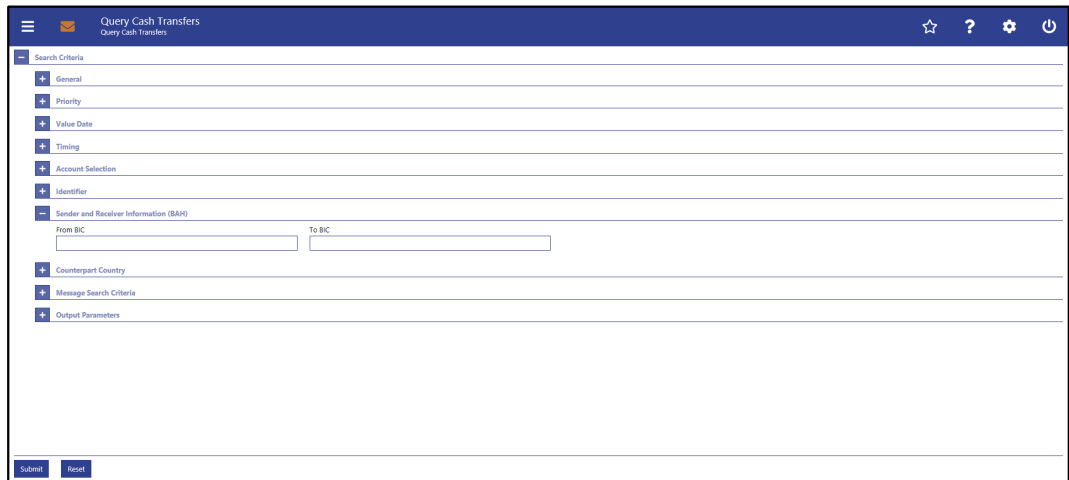 Query Cash Transfers
Query Cash Transfers
Search Criteria
General
Priority
Value Date
Timing
Account Selection
Identifier
Sender and Receiver Information (BAH)
From BIC To BIC
Counterpart Country
Message Search Criteria
Output Parameters
Submit Reset